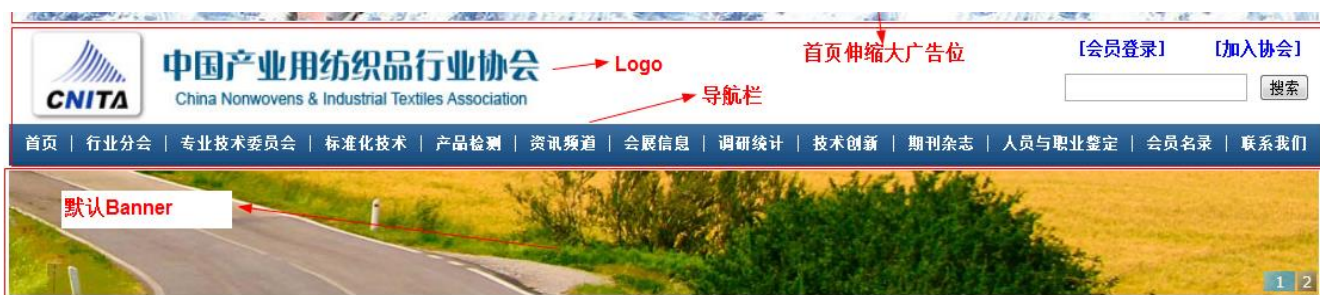 中国产业用纺织品行业协会
China Nonwovens & Industrial Textiles Association
CNITA
Logo
首页伸缩大广告位
[会员登录] [加入协会]
搜索
导航栏
首页 | 行业分会 | 专业技术委员会 | 标准化技术 | 产品检测 | 资讯频道 | 会展信息 | 调研统计 | 技术创新 | 期刊杂志 | 人员与职业鉴定 | 会员名录 | 联系我们
默认Banner
1 2